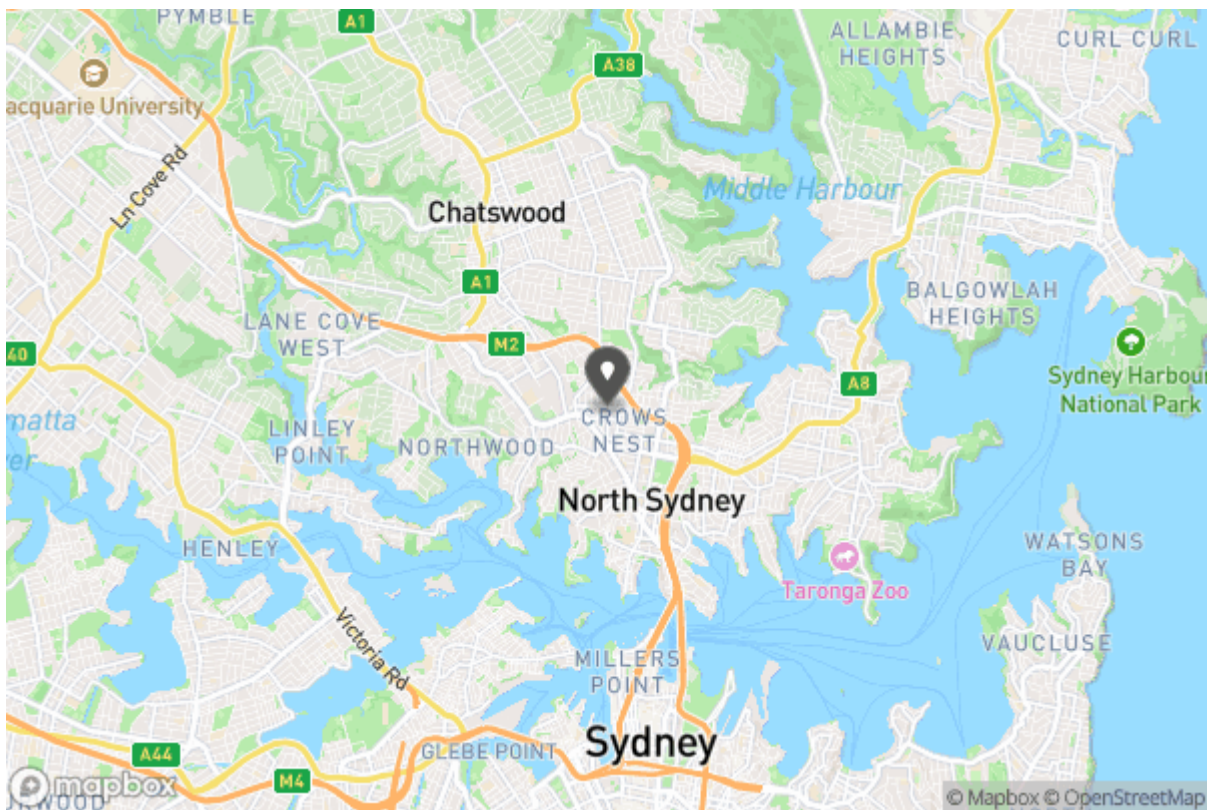 PYMBLE
A1
ALLAMBIE
HEIGHTS
CURL CURL
A38
acquarie University
Ln Cove Rd
Middle Harbour
Chatswood
A1
BALGOWLAH
HEIGHTS
LANE COVE
WEST
M2
40
A8
Sydney Harbour
National Park
CROWS
NEST
matta
er
LINLEY
POINT
NORTHWOOD
North Sydney
HENLEY
WATSONS
BAY
Taronga Zoo
Victoria Rd
VAUCLUSE
MILLERS
POINT
Sydney
GLEBE POINT
A44
M4
mapbox
WOOD
© Mapbox © OpenStreetMap